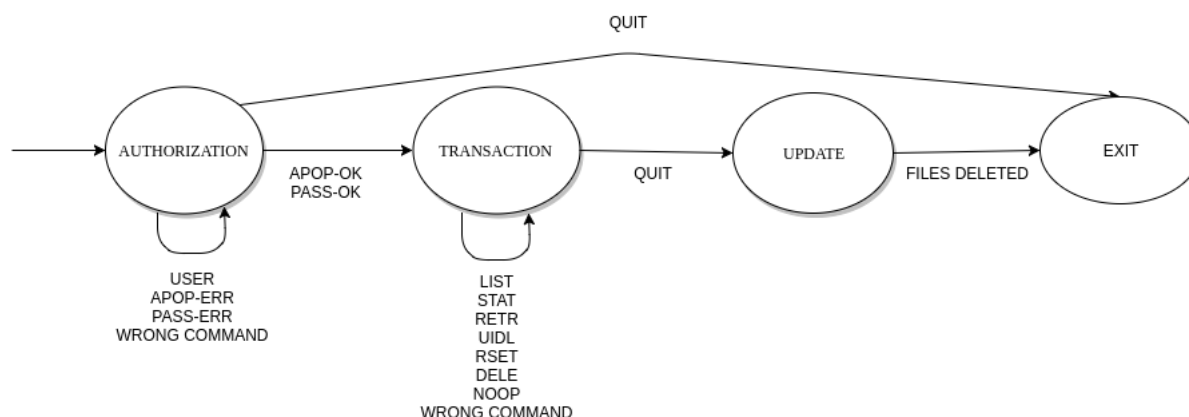 QUIT
AUTHORIZATION
TRANSACTION
UPDATE
EXIT
APOP-OK
PASS-OK
QUIT
FILES DELETED
USER
APOP-ERR
PASS-ERR
WRONG COMMAND
LIST
STAT
RETR
UIDL
RSET
DELE
NOOP
WRONG COMMAND